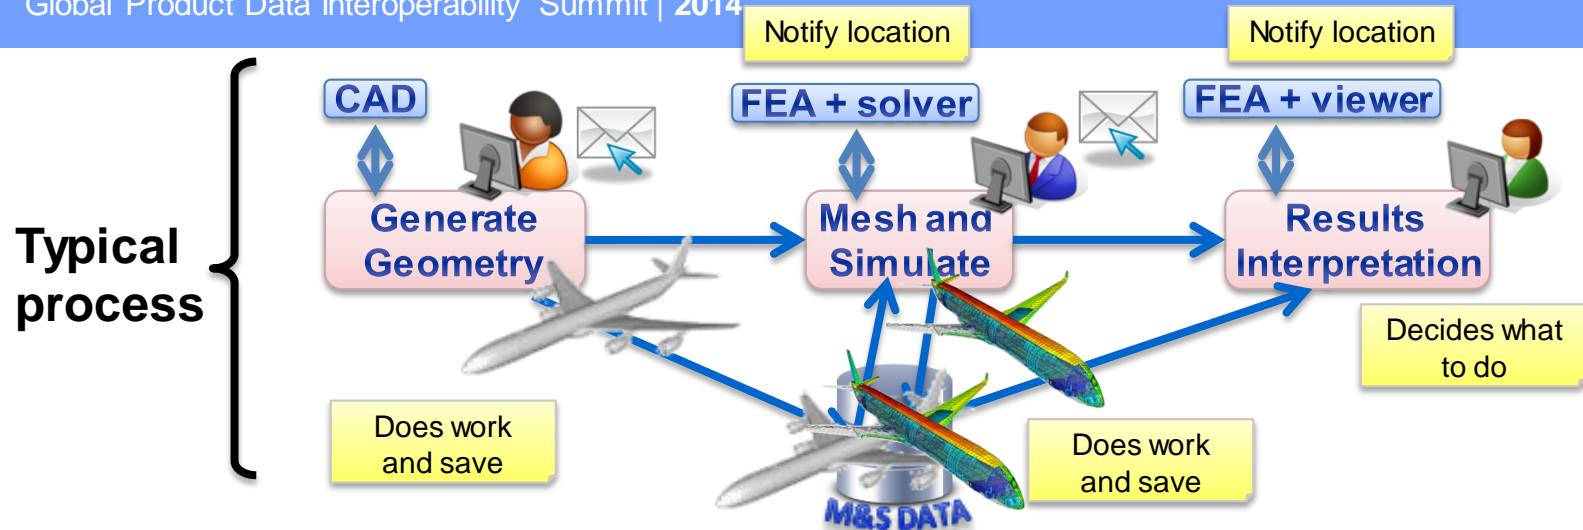 Global Product Data Interoperability Summit | 2014
Notify location
Notify location
CAD
FEA + solver
FEA + viewer
Generate
Geometry
Mesh and
Simulate
Results
Interpretation
Typical
process
Decides what
to do
Does work
and save
Does work
and save
M&S DATA